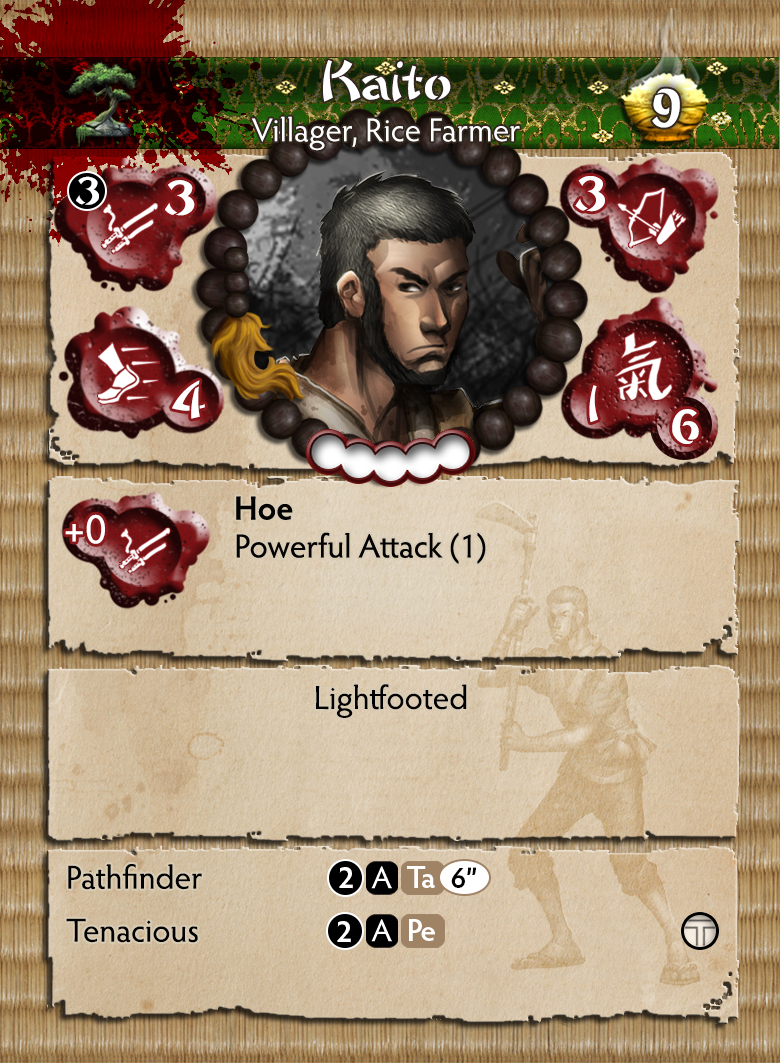 Kaito
9
Villager, Rice Farmer
3 3
3
4
氣
1 6
+0
Hoe
Powerful Attack (1)
Lightfooted
Pathfinder 2 A Ta 6"
Tenacious 2 A Pe T